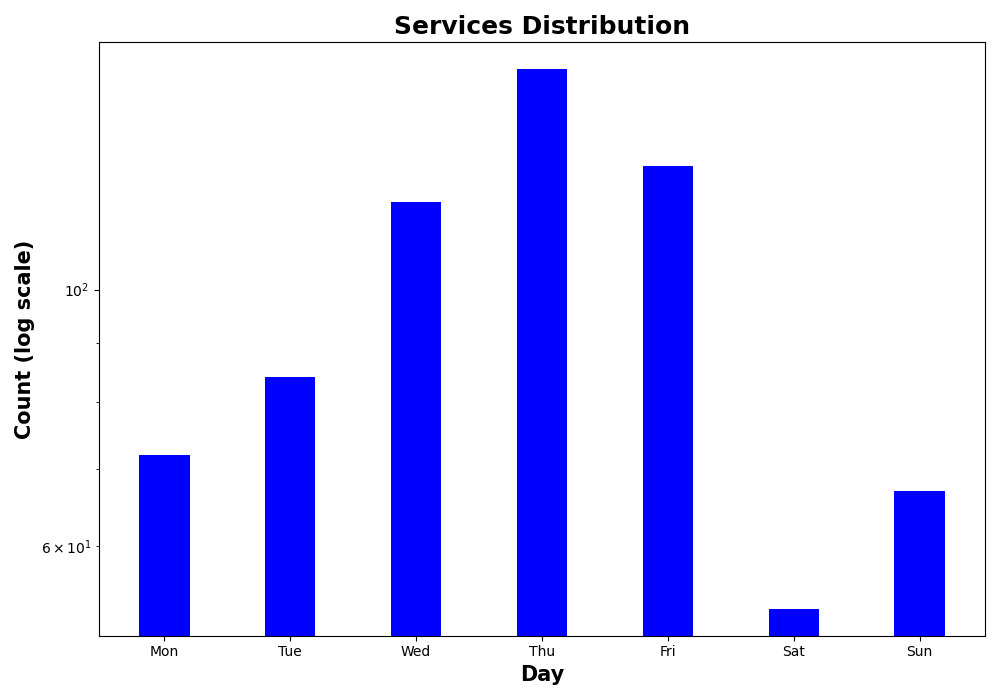 Services Distribution
Count (log scale)
10²
6 × 10¹
Mon Tue Wed Thu Fri Sat Sun
Day